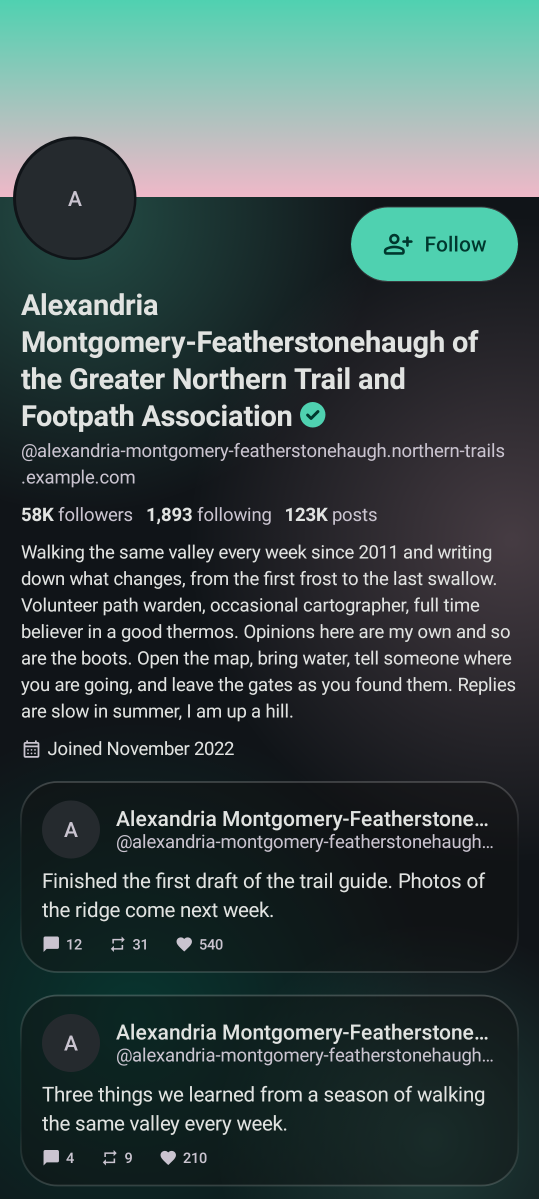 A
Follow
Alexandria
Montgomery-Featherstonehaugh of
the Greater Northern Trail and
Footpath Association
@alexandria-montgomery-featherstonehaugh.northern-trails
.example.com
58K followers 1,893 following 123K posts
Walking the same valley every week since 2011 and writing
down what changes, from the first frost to the last swallow.
Volunteer path warden, occasional cartographer, full time
believer in a good thermos. Opinions here are my own and so
are the boots. Open the map, bring water, tell someone where
you are going, and leave the gates as you found them. Replies
are slow in summer, I am up a hill.
Joined November 2022
A
Alexandria Montgomery-Featherstone…
@alexandria-montgomery-featherstonehaugh…
Finished the first draft of the trail guide. Photos of
the ridge come next week.
12 31 540
A
Alexandria Montgomery-Featherstone…
@alexandria-montgomery-featherstonehaugh…
Three things we learned from a season of walking
the same valley every week.
4 9 210